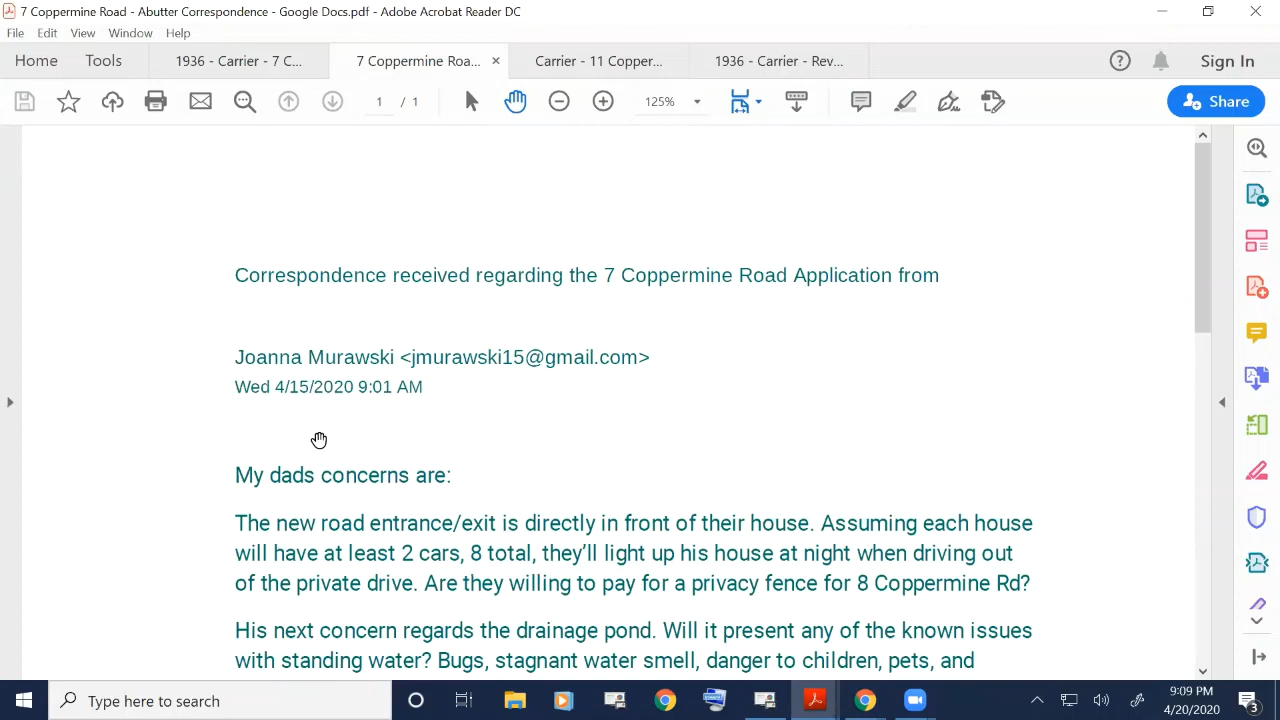 7 Coppermine Road - Abutter Correspondence - Google Docs.pdf - Adobe Acrobat Reader DC
File Edit View Window Help
Home Tools 1936 - Carrier - 7 C... 7 Coppermine Roa... × Carrier - 11 Copper... 1936 - Carrier - Rev... Sign In
1 / 1 125% Share
Correspondence received regarding the 7 Coppermine Road Application from
Joanna Murawski <jmurawski15@gmail.com>
Wed 4/15/2020 9:01 AM
My dads concerns are:
The new road entrance/exit is directly in front of their house. Assuming each house
will have at least 2 cars, 8 total, they'll light up his house at night when driving out
of the private drive. Are they willing to pay for a privacy fence for 8 Coppermine Rd?
His next concern regards the drainage pond. Will it present any of the known issues
with standing water? Bugs, stagnant water smell, danger to children, pets, and
Type here to search
9:09 PM
4/20/2020
3